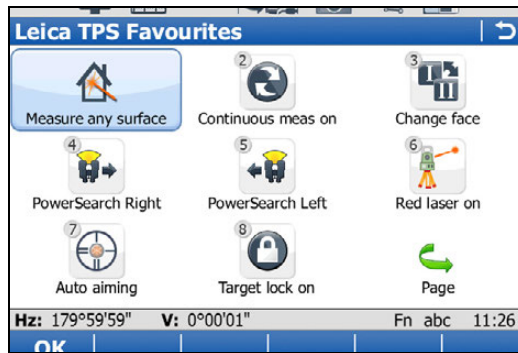 Leica TPS Favourites
2 3
Measure any surface Continuous meas on Change face
4 5 6
PowerSearch Right PowerSearch Left Red laser on
7 8
Auto aiming Target lock on Page
Hz: 179°59'59" V: 0°00'01" Fn abc 11:26
OK